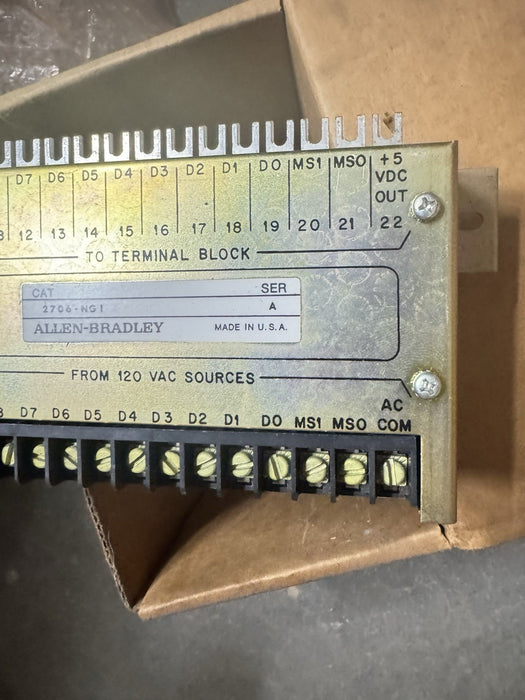 D7 D6 D5 D4 D3 D2 D1 D0 MS1 MS0 +5
VDC
OUT
12 13 14 15 16 17 18 19 20 21 22
TO TERMINAL BLOCK
CAT SER
2706-NG1 A
ALLEN-BRADLEY MADE IN U.S.A.
FROM 120 VAC SOURCES
AC
D7 D6 D5 D4 D3 D2 D1 D0 MS1 MS0 COM